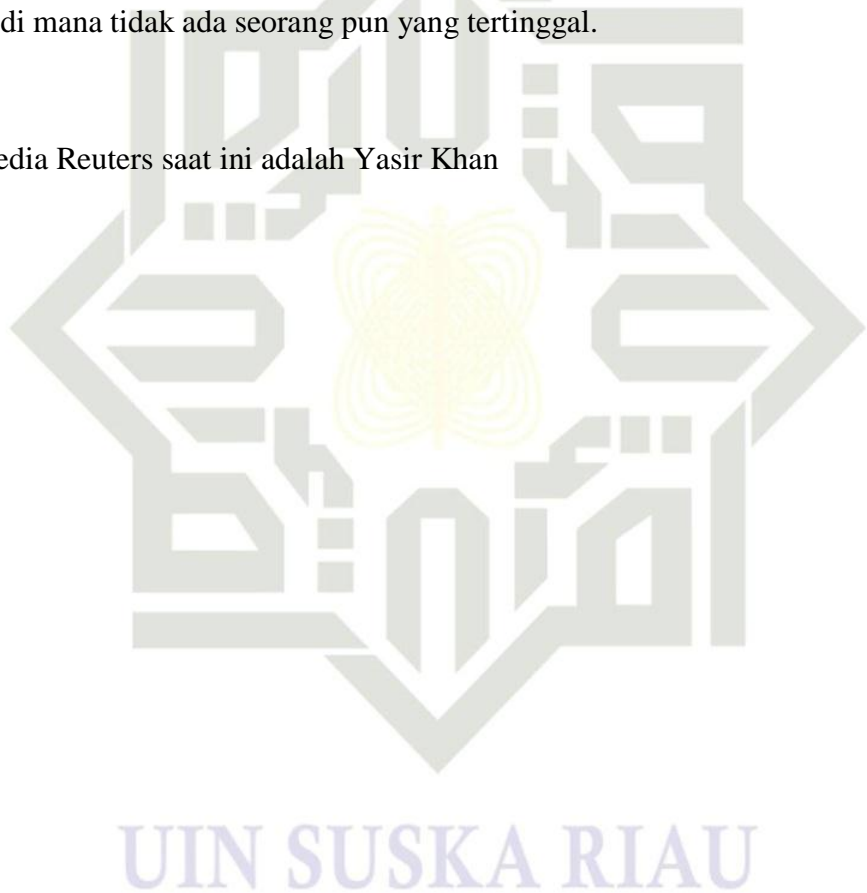 di mana tidak ada seorang pun yang tertinggal.
edia Reuters saat ini adalah Yasir Khan
UIN SUSKA RIAU